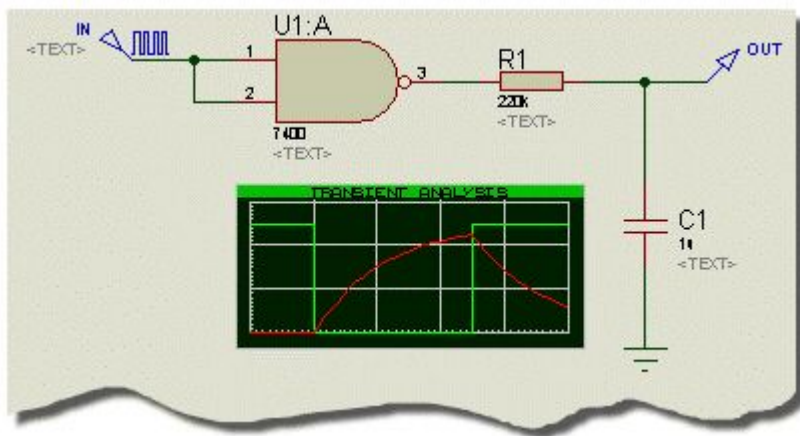 IN
<TEXT>
U1:A
1
2
3
7400
<TEXT>
R1
220k
<TEXT>
OUT
TRANSIENT ANALYSIS
C1
<TEXT>